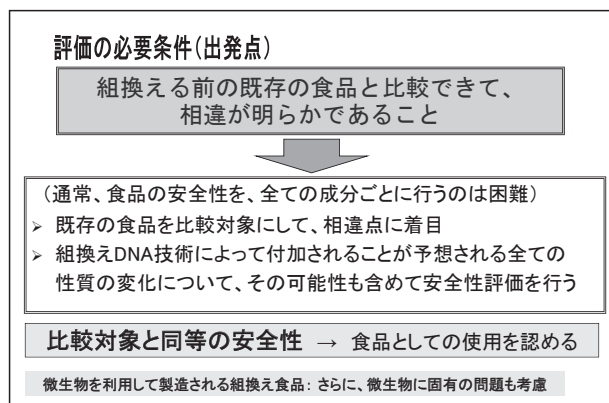 評価の必要条件(出発点)
組換える前の既存の食品と比較できて、
相違が明らかであること
(通常、食品の安全性を、全ての成分ごとに行うのは困難)
➢ 既存の食品を比較対象にして、相違点に着目
➢ 組換えDNA技術によって付加されることが予想される全ての
性質の変化について、その可能性も含めて安全性評価を行う
比較対象と同等の安全性 → 食品としての使用を認める
微生物を利用して製造される組換え食品: さらに、微生物に固有の問題も考慮